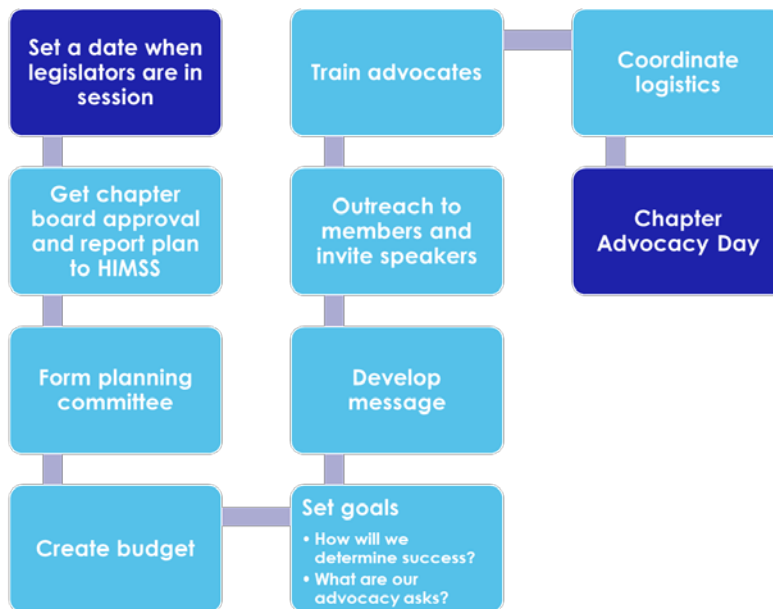 Set a date when
legislators are in
session
Get chapter
board approval
and report plan
to HIMSS
Form planning
committee
Create budget
Set goals
• How will we
determine success?
• What are our
advocacy asks?
Develop
message
Outreach to
members and
invite speakers
Train advocates
Coordinate
logistics
Chapter
Advocacy Day